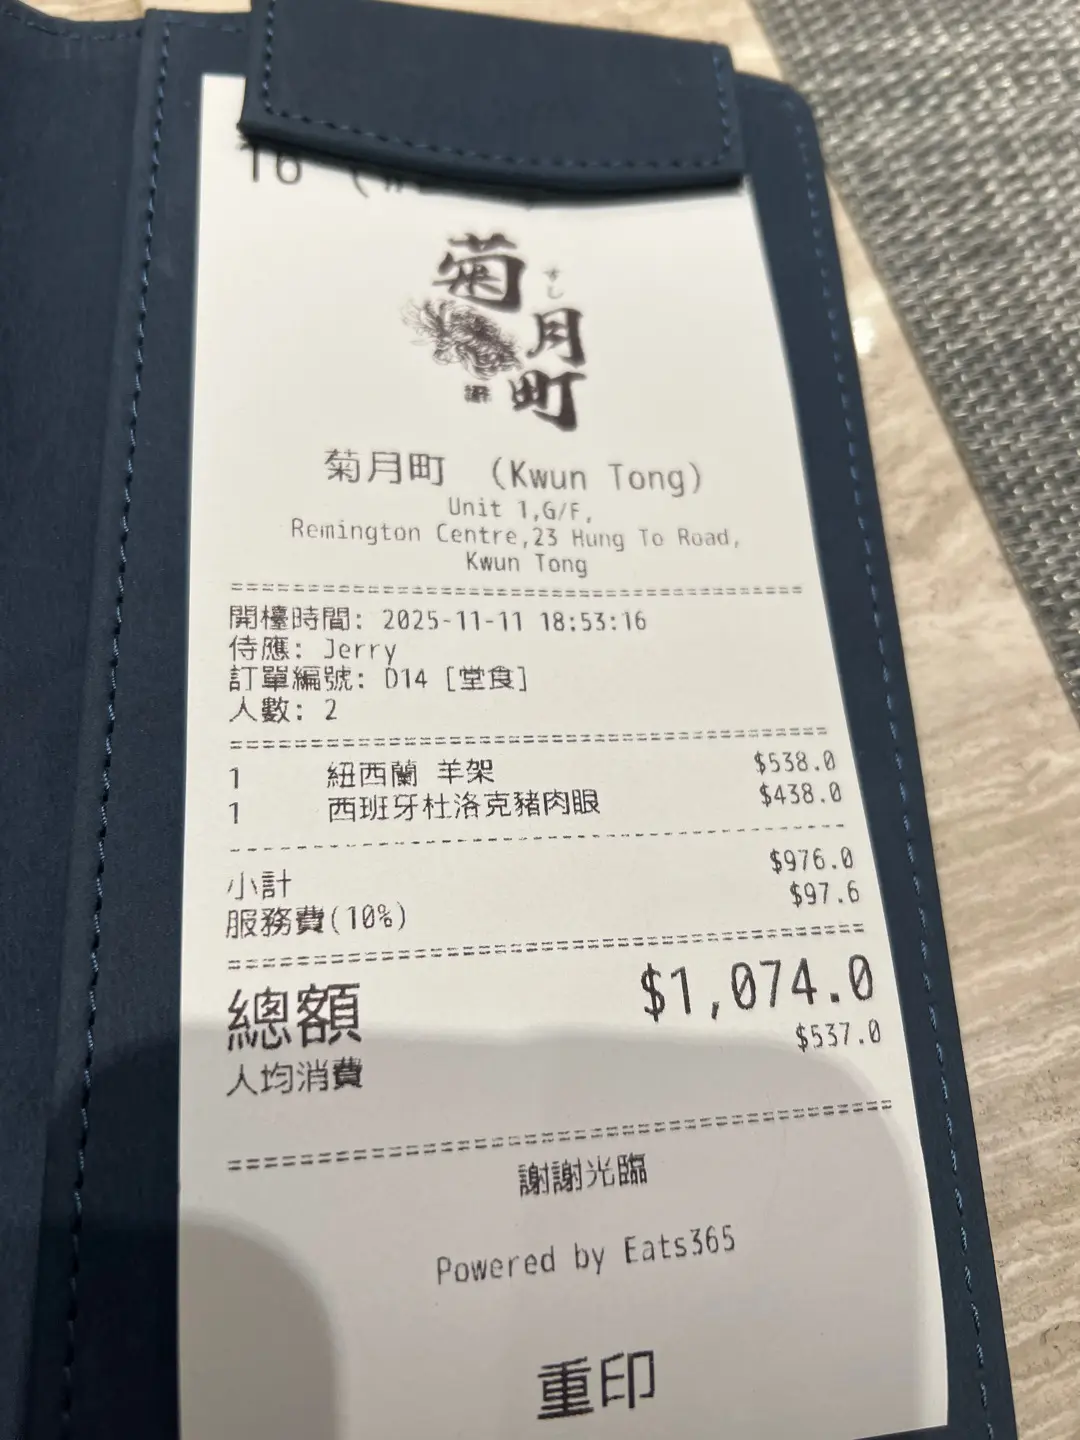 16
菊月町
すし
菊月町 (Kwun Tong)
Unit 1,G/F,
Remington Centre,23 Hung To Road,
Kwun Tong
開檯時間: 2025-11-11 18:53:16
侍應: Jerry
訂單編號: D14 [堂食]
人數: 2
1 紐西蘭 羊架 $538.0
1 西班牙杜洛克豬肉眼 $438.0
小計 $976.0
服務費(10%) $97.6
總額 $1,074.0
人均消費 $537.0
謝謝光臨
Powered by Eats365
重印